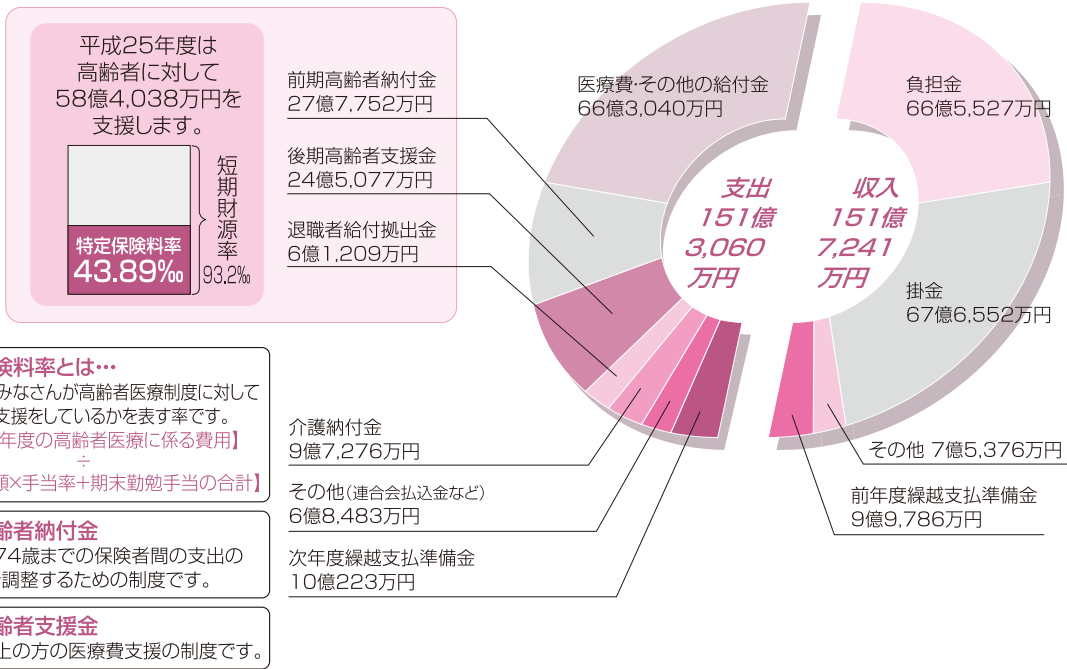 平成25年度は
高齢者に対して
58億4,038万円を
支援します。
特定保険料率
43.89‰
短期財源率
93.2‰
前期高齢者納付金
27億7,752万円
後期高齢者支援金
24億5,077万円
退職者給付拠出金
6億1,209万円
医療費・その他の給付金
66億3,040万円
負担金
66億5,527万円
支出
151億
3,060
万円
収入
151億
7,241
万円
掛金
67億6,552万円
険料率とは…
みなさんが高齢者医療制度に対して
支援をしているかを表す率です。
年度の高齢者医療に係る費用】
÷
額×手当率+期末勤勉手当の合計】
介護納付金
9億7,276万円
その他(連合会払込金など)
6億8,483万円
次年度繰越支払準備金
10億223万円
その他 7億5,376万円
前年度繰越支払準備金
9億9,786万円
齢者納付金
74歳までの保険者間の支出の
調整するための制度です。
齢者支援金
上の方の医療費支援の制度です。